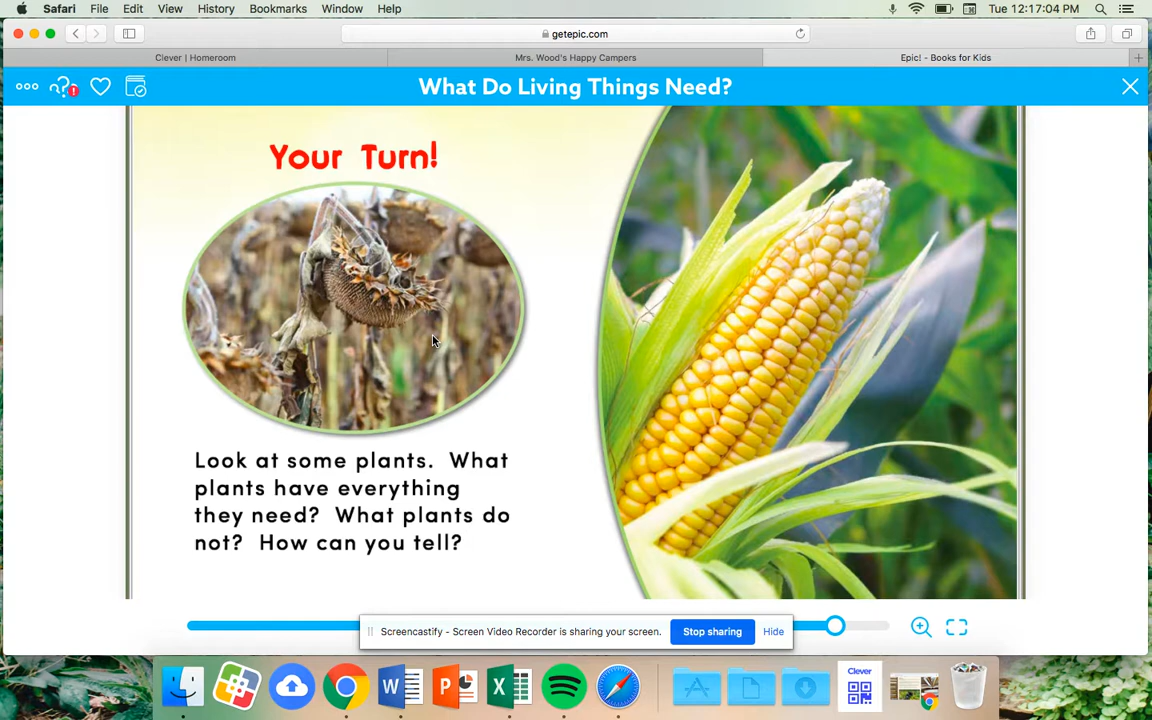 Safari File Edit View History Bookmarks Window Help Tue 12:17:04 PM
getepic.com
Clever | Homeroom Mrs. Wood's Happy Campers Epic! - Books for Kids
What Do Living Things Need?
Your Turn!
Look at some plants. What
plants have everything
they need? What plants do
not? How can you tell?
Screencastify - Screen Video Recorder is sharing your screen. Stop sharing Hide
Clever